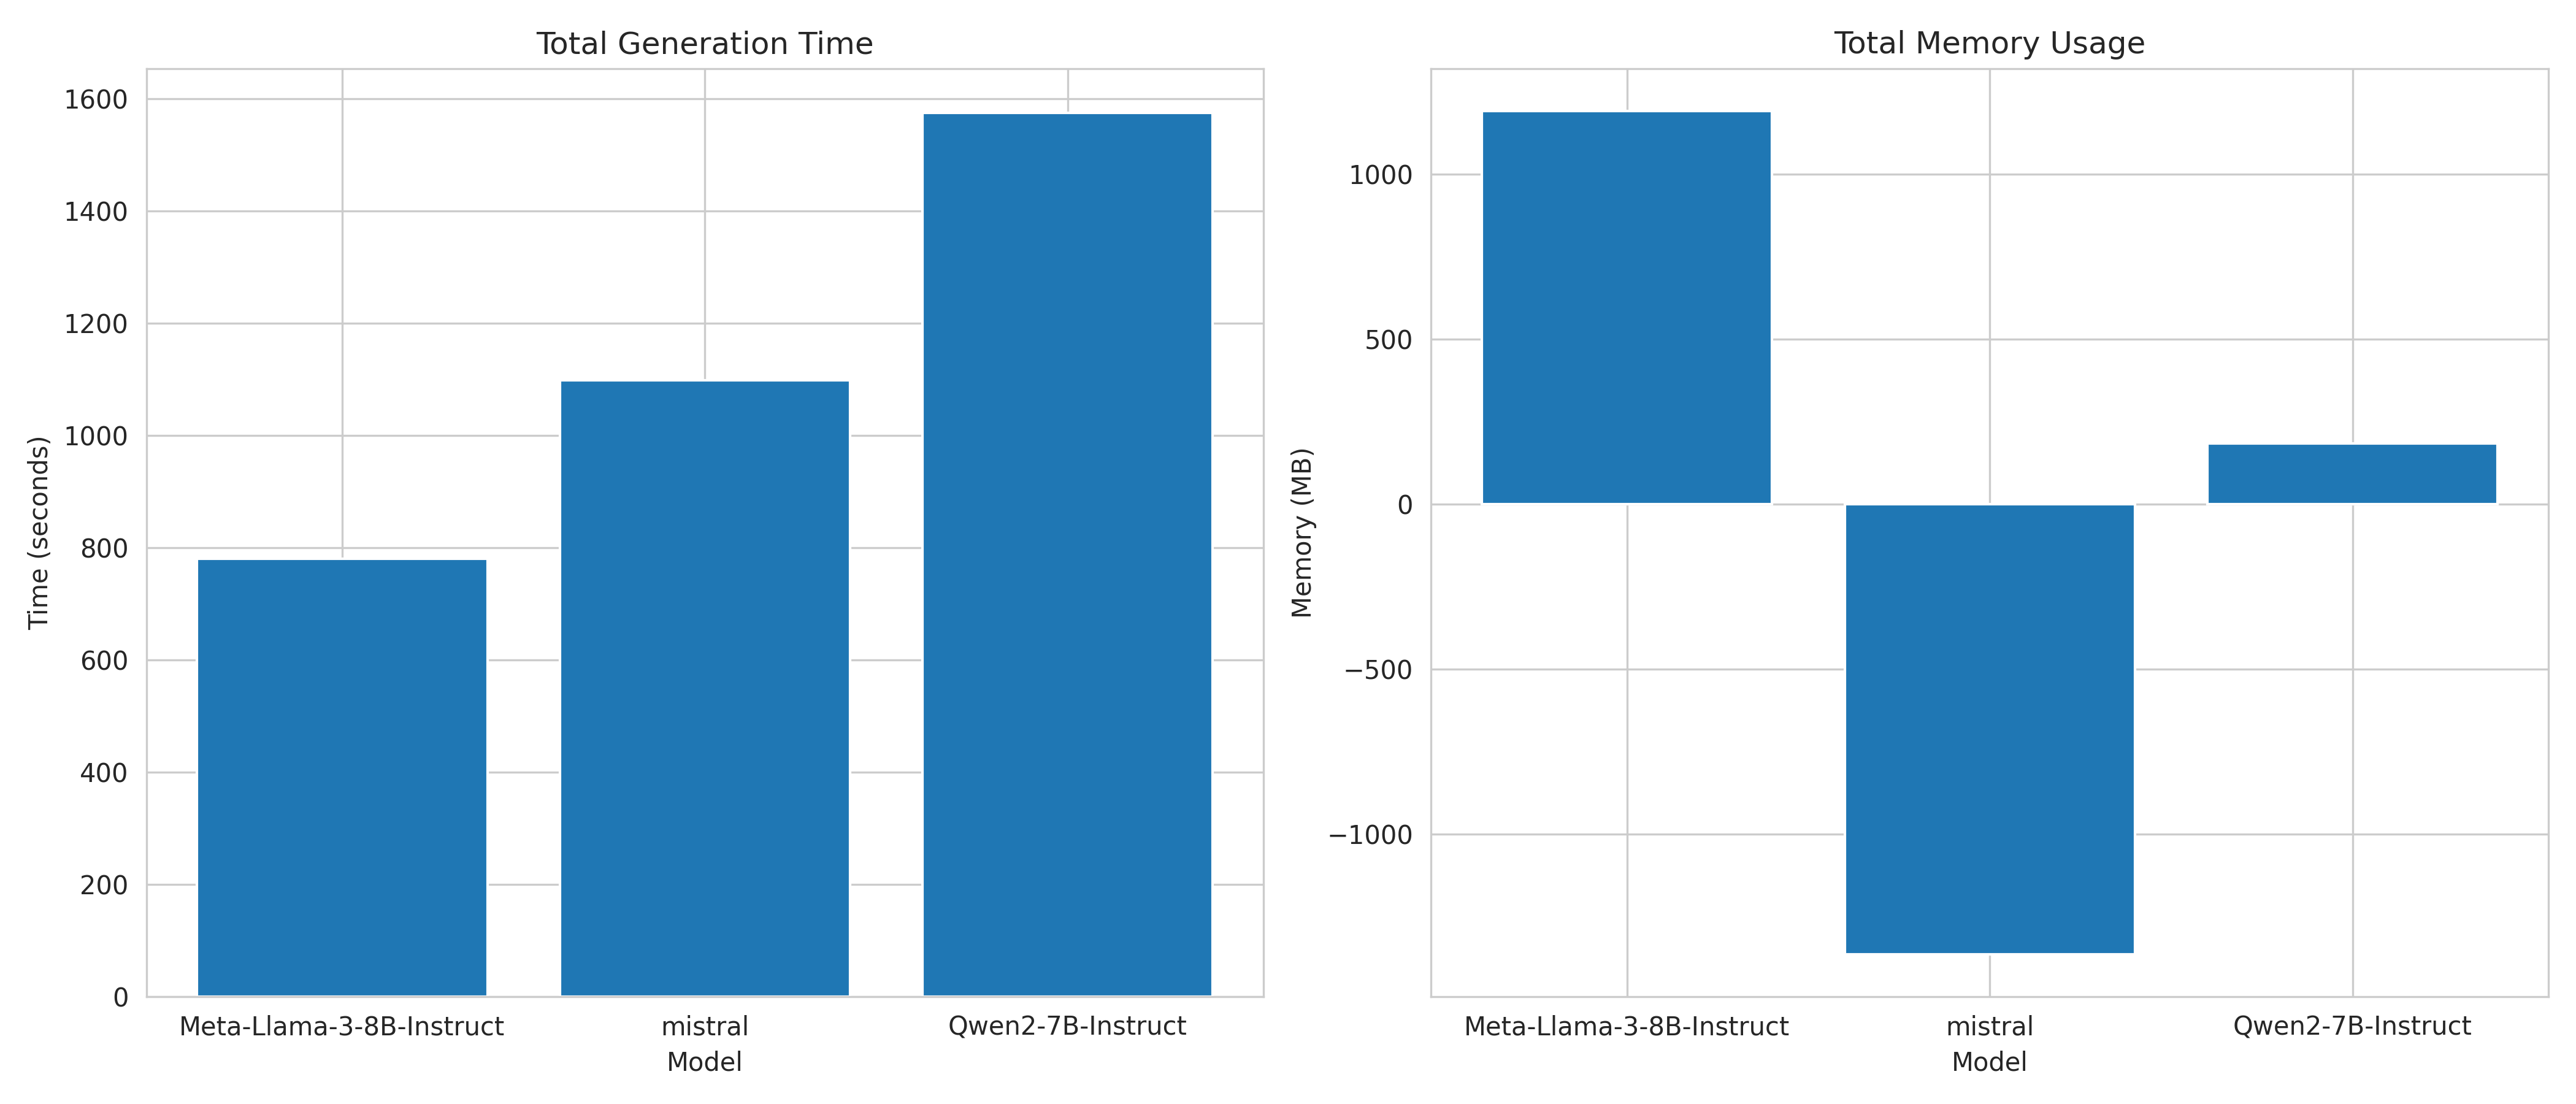 Total Generation Time
1600
1400
1200
1000
800
600
400
200
0
Time (seconds)
Meta-Llama-3-8B-Instruct
mistral
Qwen2-7B-Instruct
Model
Total Memory Usage
1000
500
0
−500
−1000
Memory (MB)
Meta-Llama-3-8B-Instruct
mistral
Qwen2-7B-Instruct
Model